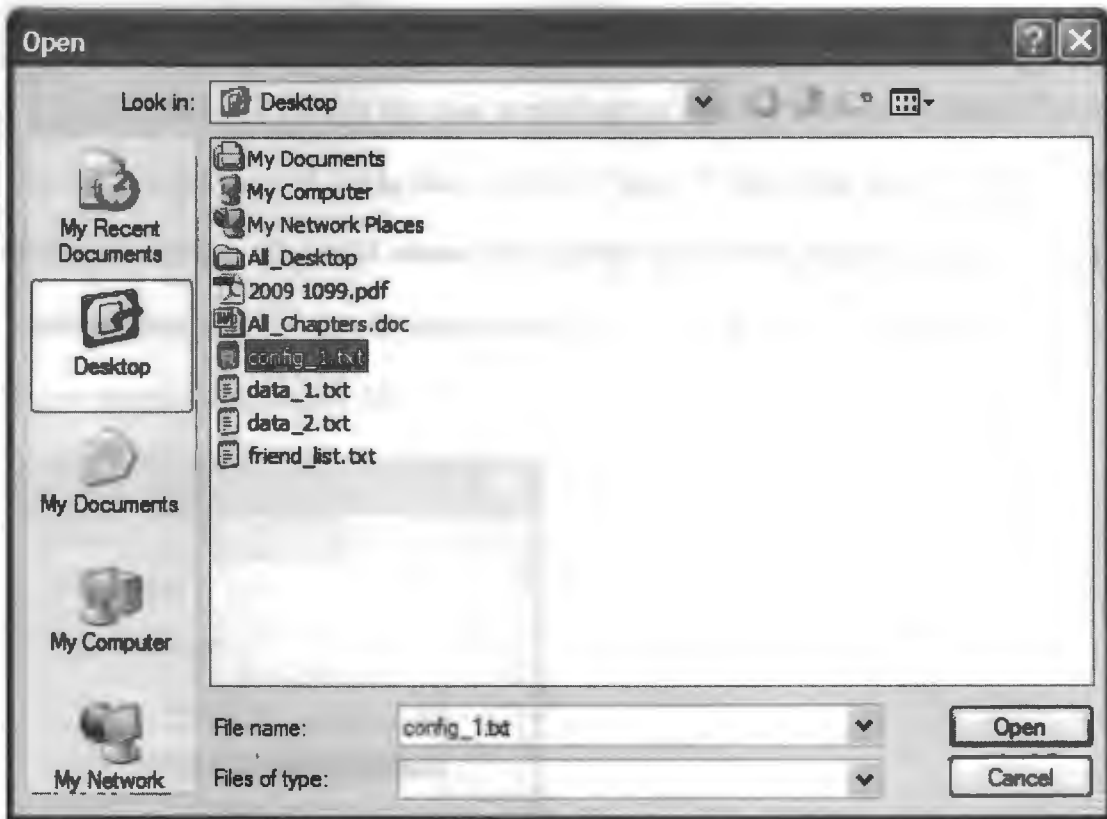 Open
Look in:
Desktop
My Recent
Documents
Desktop
My Documents
My Computer
My Network
My Documents
My Computer
My Network Places
All_Desktop
2009 1099.pdf
All_Chapters.doc
config_1.txt
data_1.txt
data_2.txt
friend_list.txt
File name:
config_1.txt
Open
Files of type:
Cancel